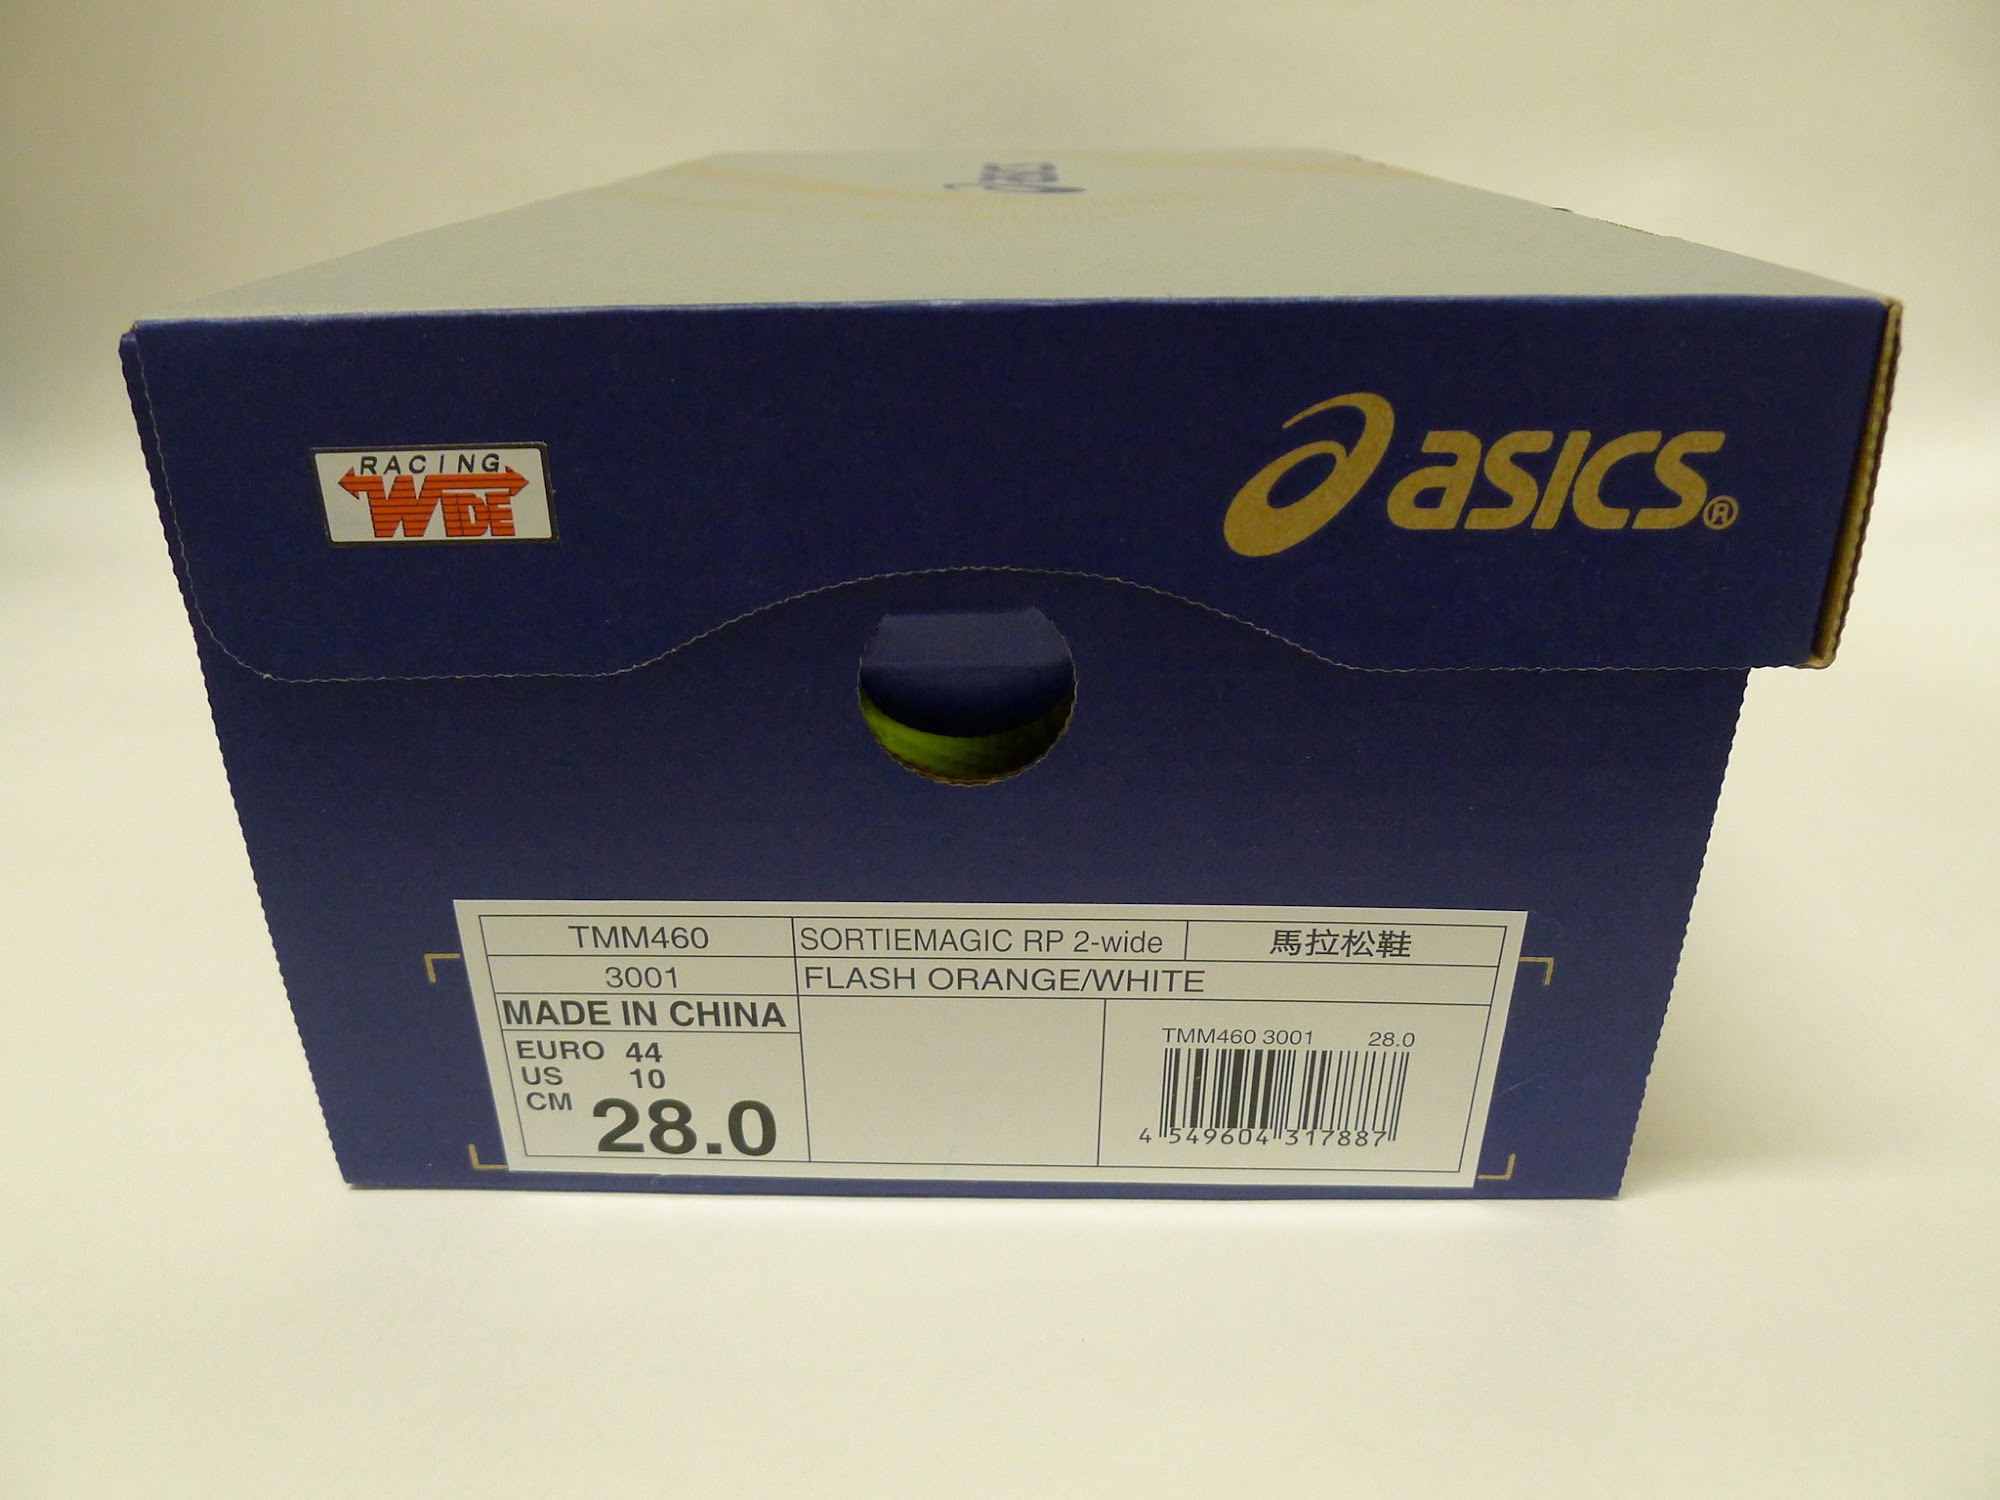 asics
RACING
WIDE
asics®
TMM460 SORTIEMAGIC RP 2-wide 馬拉松鞋
3001 FLASH ORANGE/WHITE
MADE IN CHINA
EURO 44
US 10
CM 28.0
TMM460 3001 28.0
4 549604 317887